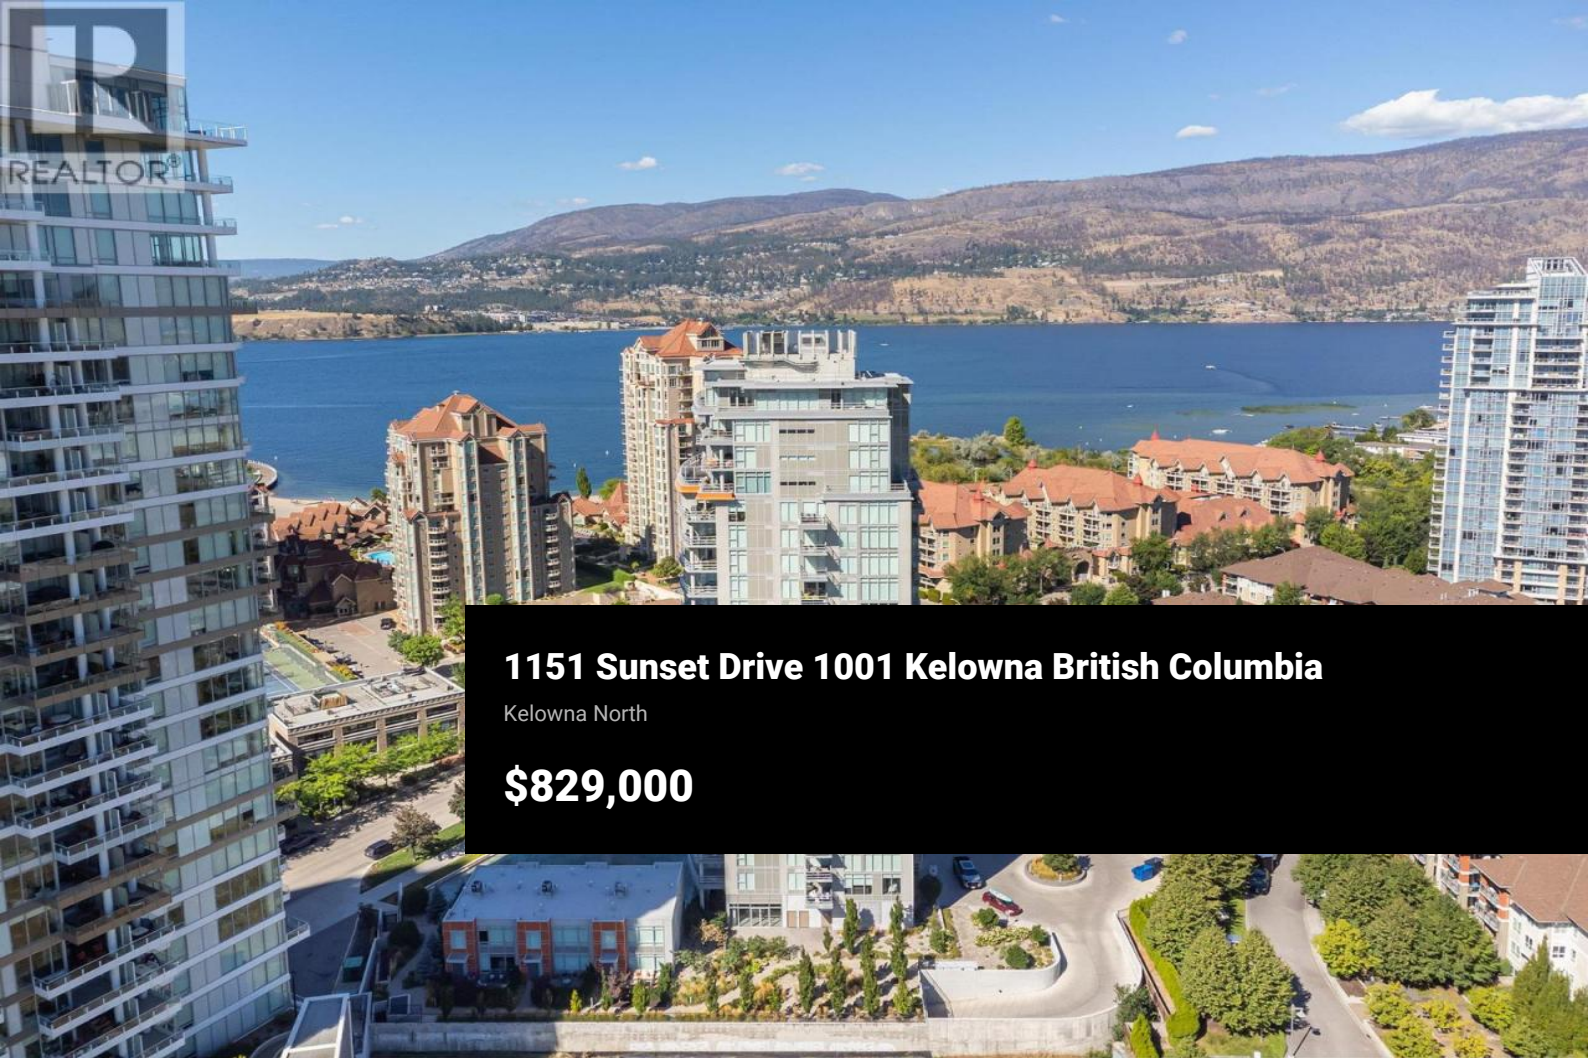 REALTOR®
1151 Sunset Drive 1001 Kelowna British Columbia
Kelowna North
$829,000